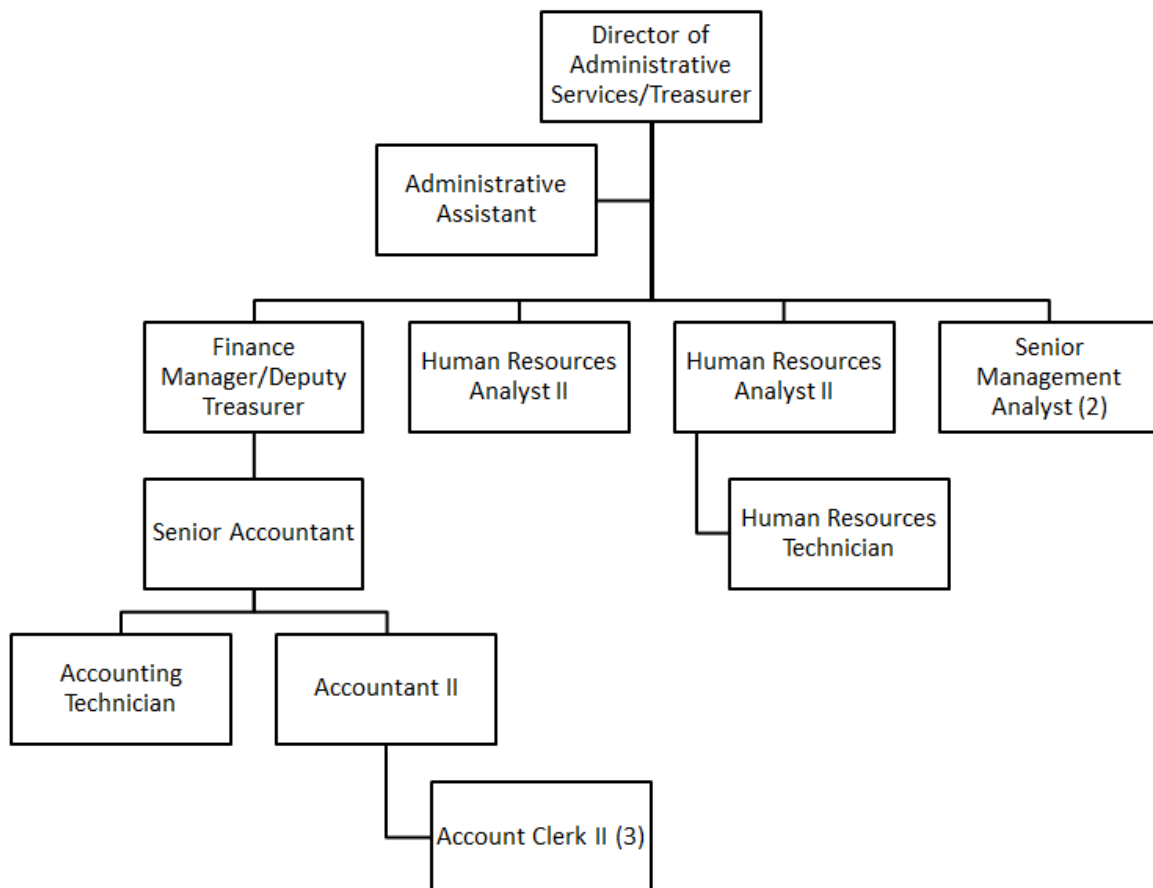 Director of
Administrative
Services/Treasurer
Administrative
Assistant
Finance
Manager/Deputy
Treasurer
Human Resources
Analyst II
Human Resources
Analyst II
Senior
Management
Analyst (2)
Senior Accountant
Human Resources
Technician
Accounting
Technician
Accountant II
Account Clerk II (3)